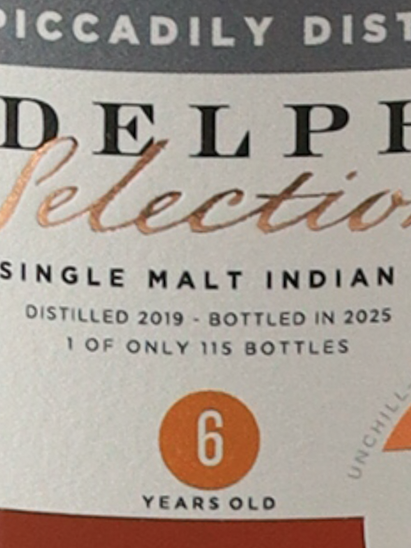 PICCADILY DIST
DELPH
Selection
SINGLE MALT INDIAN
DISTILLED 2019 - BOTTLED IN 2025
1 OF ONLY 115 BOTTLES
6
YEARS OLD
UNCHILL